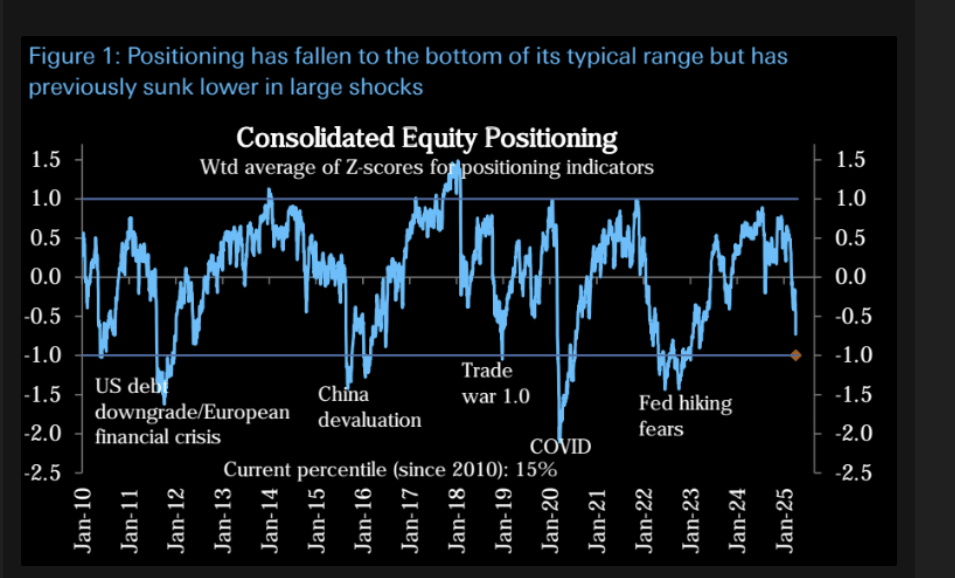 Figure 1: Positioning has fallen to the bottom of its typical range but has
previously sunk lower in large shocks
Consolidated Equity Positioning
Wtd average of Z-scores for positioning indicators
1.5
1.0
0.5
0.0
-0.5
-1.0
-1.5
-2.0
-2.5
1.5
1.0
0.5
0.0
-0.5
-1.0
-1.5
-2.0
-2.5
US debt
downgrade/European
financial crisis
China
devaluation
Trade
war 1.0
COVID
Fed hiking
fears
Current percentile (since 2010): 15%
Jan-10
Jan-11
Jan-12
Jan-13
Jan-14
Jan-15
Jan-16
Jan-17
Jan-18
Jan-19
Jan-20
Jan-21
Jan-22
Jan-23
Jan-24
Jan-25